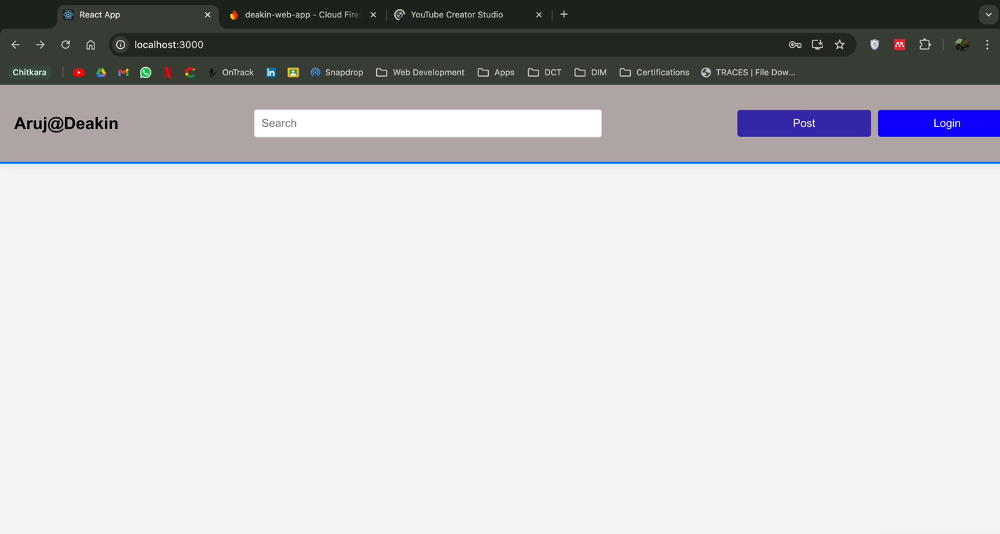 React App
deakin-web-app - Cloud Fire
YouTube Creator Studio
localhost:3000
Chitkara
OnTrack
Snapdrop
Web Development
Apps
DCT
DIM
Certifications
TRACES | File Dow...
Aruj@Deakin
Search
Post
Login